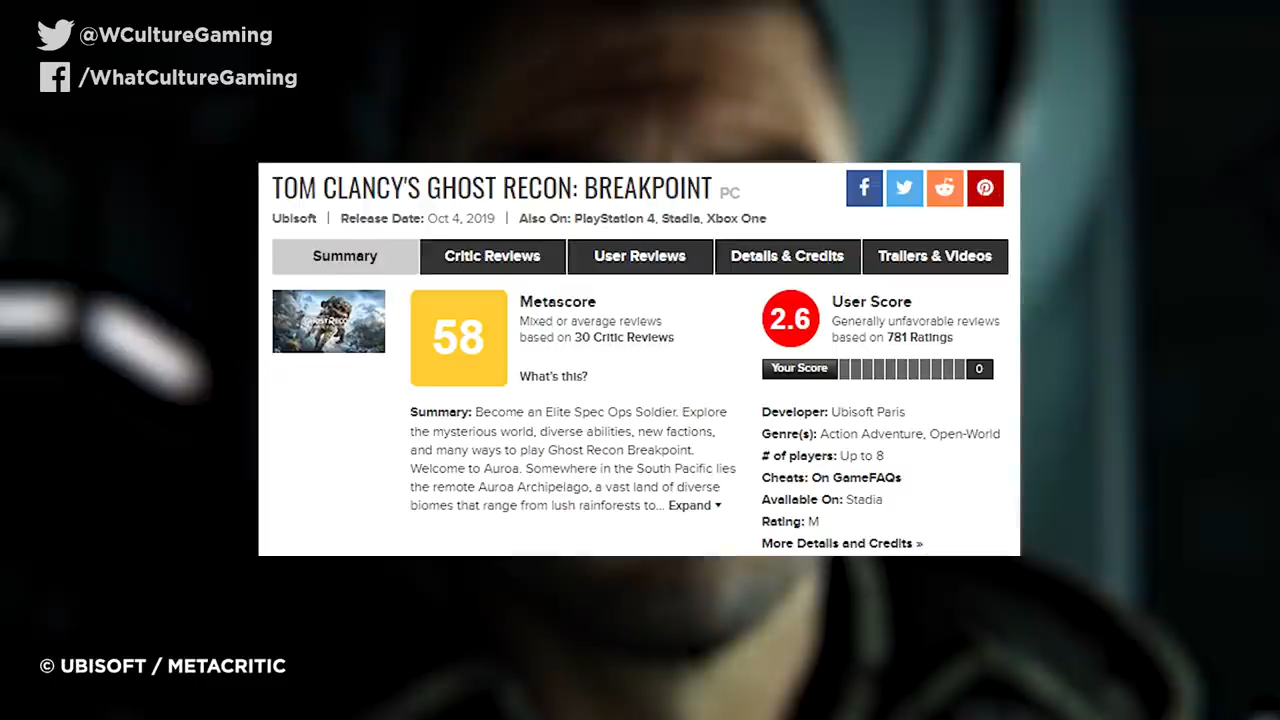 @WCultureGaming
/WhatCultureGaming
TOM CLANCY'S GHOST RECON: BREAKPOINT PC
Ubisoft | Release Date: Oct 4, 2019 | Also On: PlayStation 4, Stadia, Xbox One
Summary Critic Reviews User Reviews Details & Credits Trailers & Videos
58
Metascore
Mixed or average reviews
based on 30 Critic Reviews
What's this?
2.6
User Score
Generally unfavorable reviews
based on 781 Ratings
Your Score 0
Summary: Become an Elite Spec Ops Soldier. Explore
the mysterious world, diverse abilities, new factions,
and many ways to play Ghost Recon Breakpoint.
Welcome to Auroa. Somewhere in the South Pacific lies
the remote Auroa Archipelago, a vast land of diverse
biomes that range from lush rainforests to... Expand
Developer: Ubisoft Paris
Genre(s): Action Adventure, Open-World
# of players: Up to 8
Cheats: On GameFAQs
Available On: Stadia
Rating: M
More Details and Credits »
© UBISOFT / METACRITIC